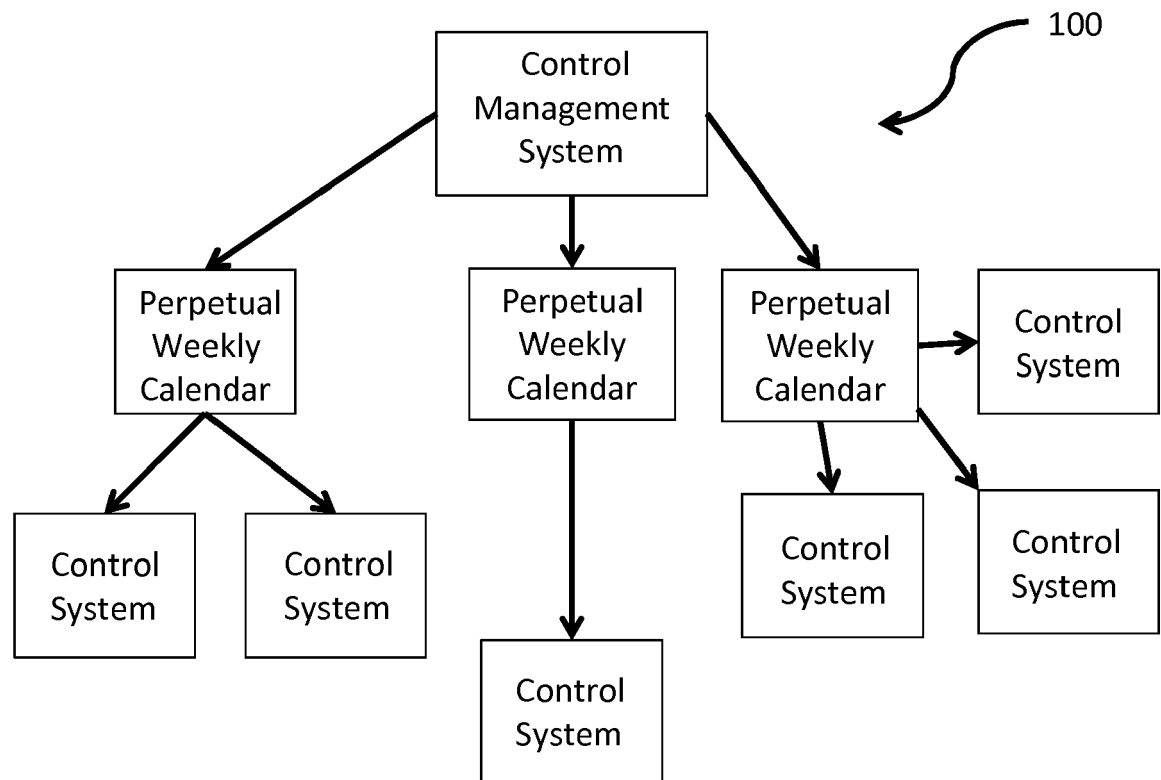 100
Control
Management
System
Perpetual
Weekly
Calendar
Perpetual
Weekly
Calendar
Perpetual
Weekly
Calendar
Control
System
Control
System
Control
System
Control
System
Control
System
Control
System